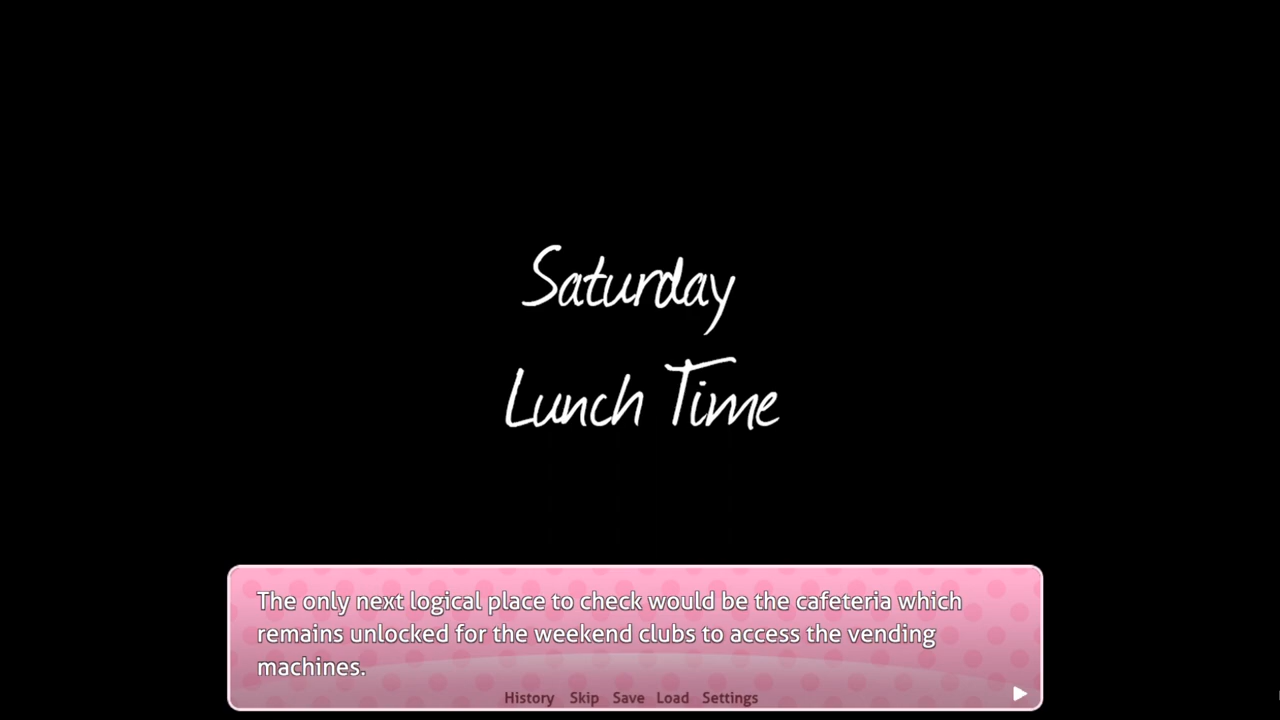 Saturday
Lunch Time
The only next logical place to check would be the cafeteria which
remains unlocked for the weekend clubs to access the vending
machines.
History Skip Save Load Settings